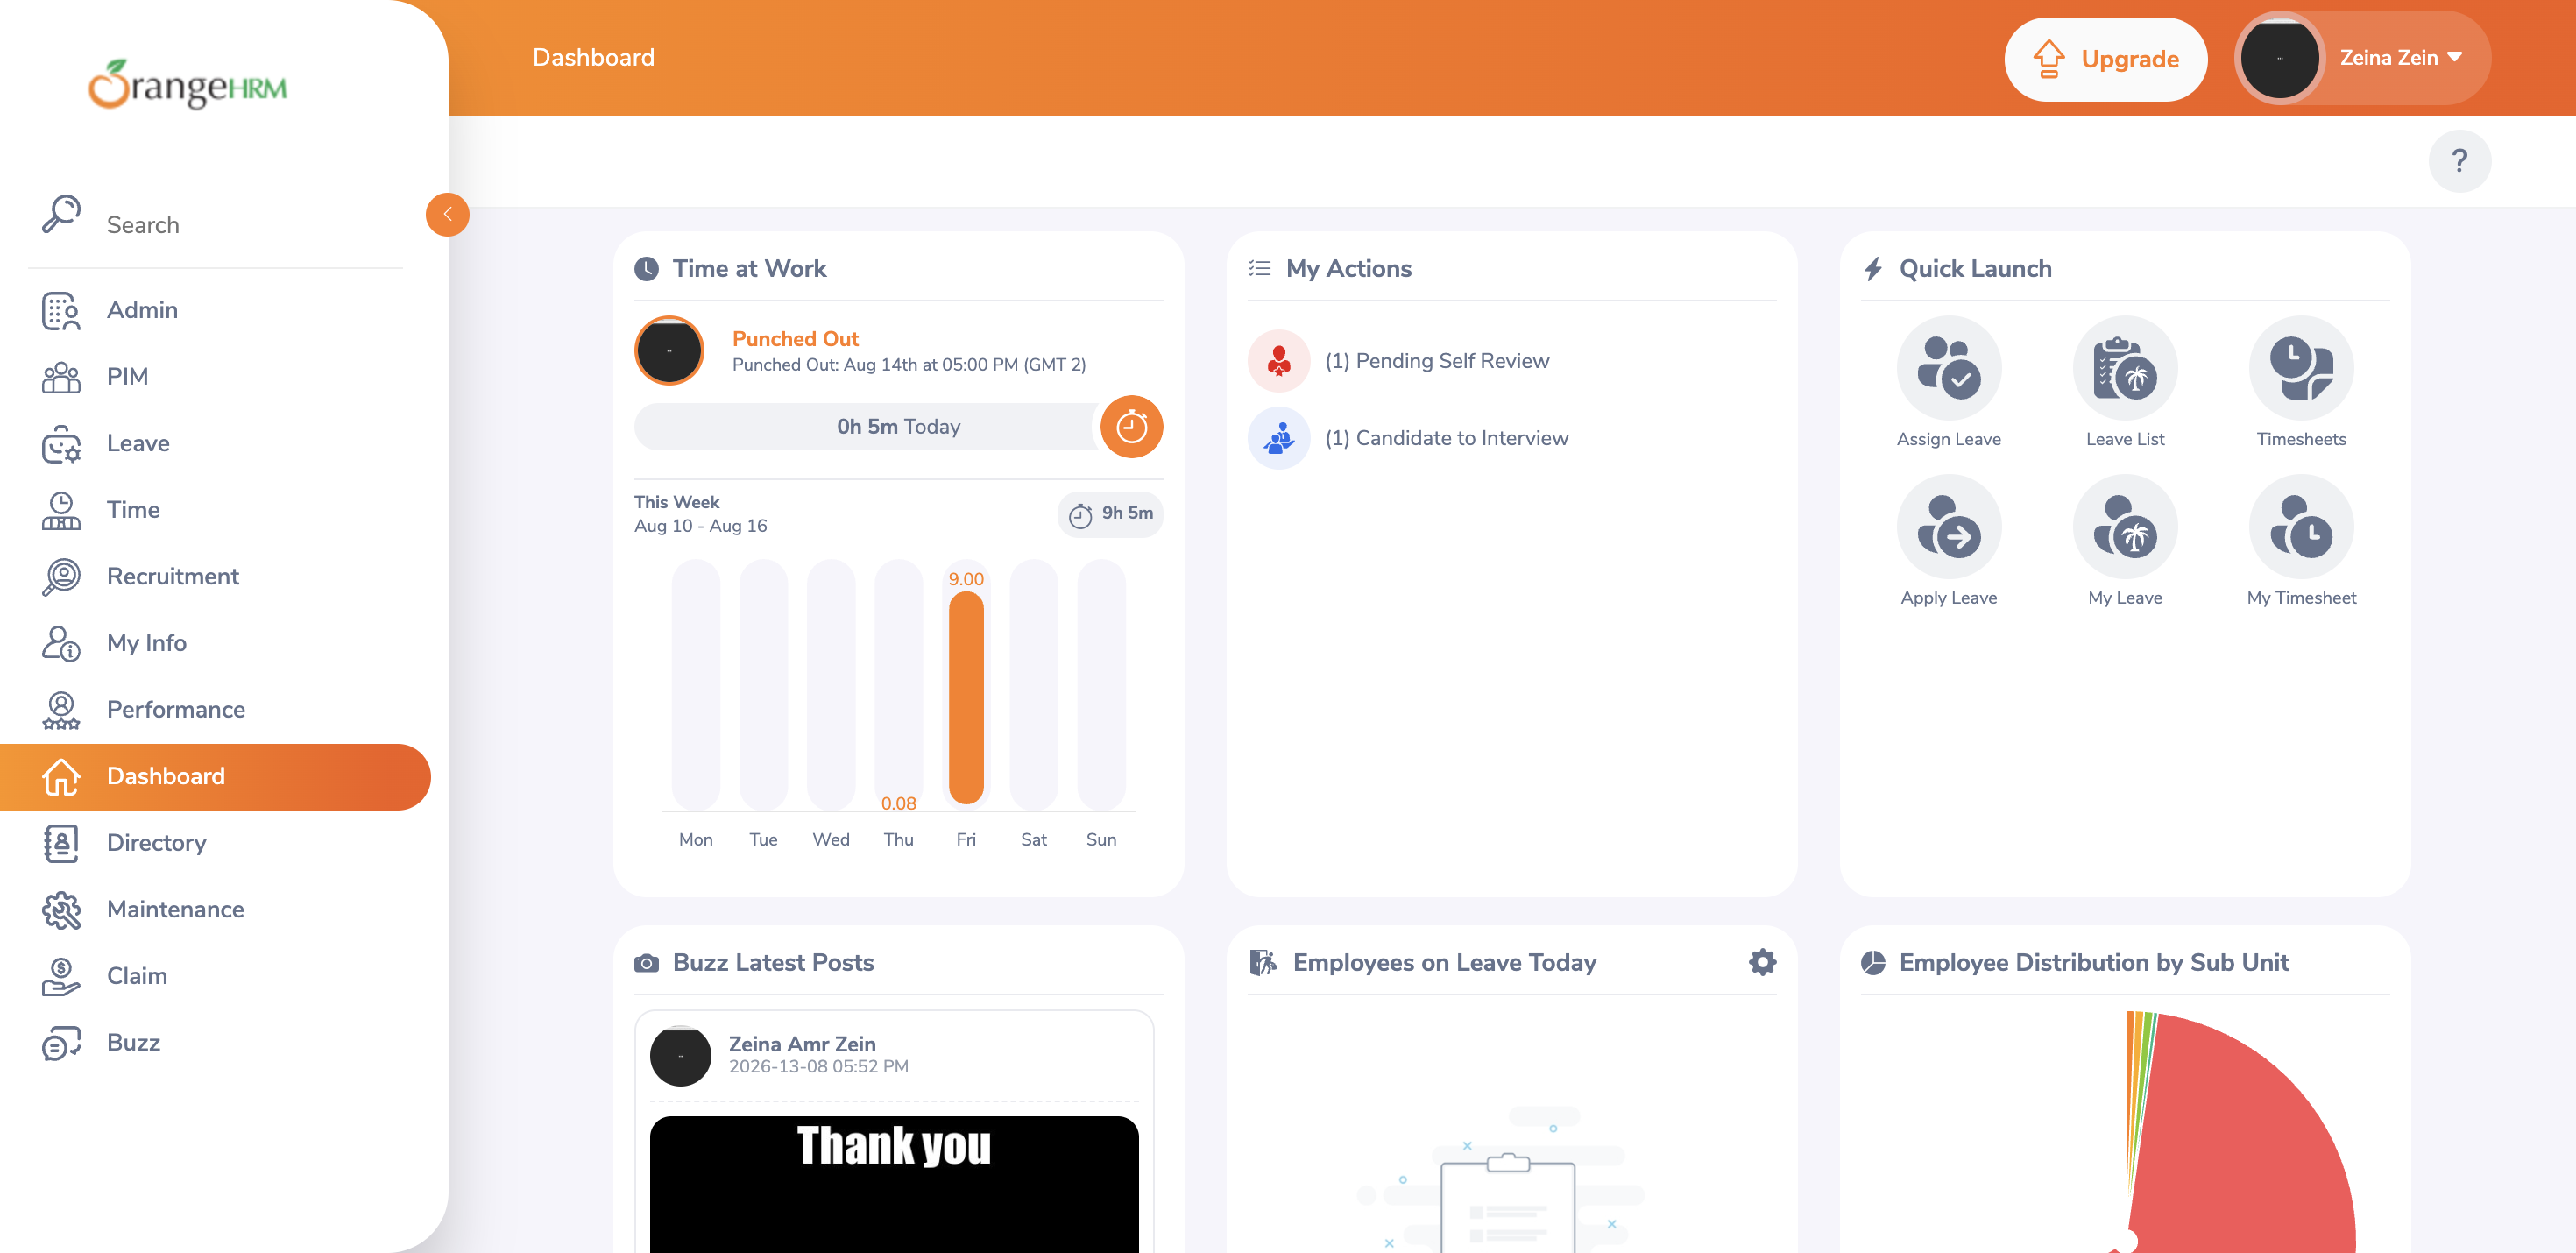 OrangeHRM
Search
Admin
PIM
Leave
Time
Recruitment
My Info
Performance
Dashboard
Directory
Maintenance
Claim
Buzz
Dashboard
Upgrade
Zeina Zein
?
Time at Work
Punched Out
Punched Out: Aug 14th at 05:00 PM (GMT 2)
0h 5m Today
This Week
Aug 10 - Aug 16
9h 5m
9.00
0.08
Mon Tue Wed Thu Fri Sat Sun
My Actions
(1) Pending Self Review
(1) Candidate to Interview
Quick Launch
Assign Leave
Leave List
Timesheets
Apply Leave
My Leave
My Timesheet
Buzz Latest Posts
Zeina Amr Zein
2026-13-08 05:52 PM
Thank you
Employees on Leave Today
Employee Distribution by Sub Unit